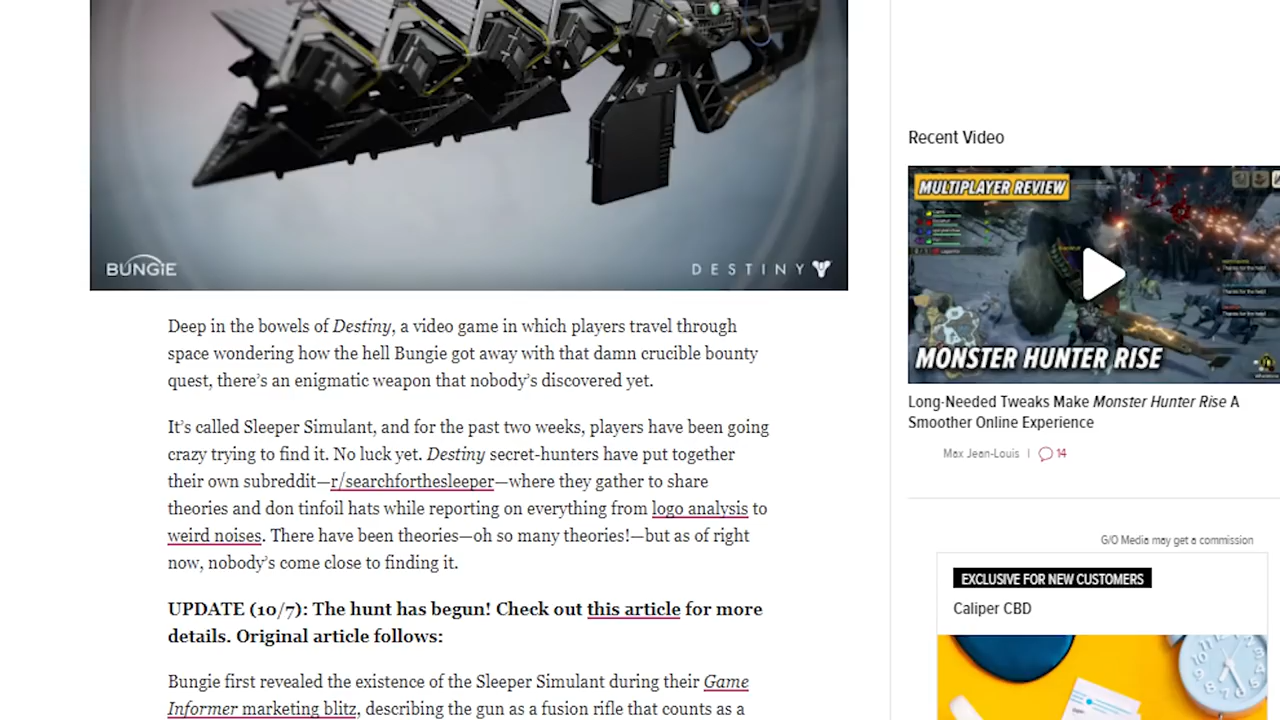 BUNGiE
DESTINY
Deep in the bowels of Destiny, a video game in which players travel through
space wondering how the hell Bungie got away with that damn crucible bounty
quest, there’s an enigmatic weapon that nobody’s discovered yet.
It’s called Sleeper Simulant, and for the past two weeks, players have been going
crazy trying to find it. No luck yet. Destiny secret-hunters have put together
their own subreddit—r/searchforthesleeper—where they gather to share
theories and don tinfoil hats while reporting on everything from logo analysis to
weird noises. There have been theories—oh so many theories!—but as of right
now, nobody’s come close to finding it.
UPDATE (10/7): The hunt has begun! Check out this article for more
details. Original article follows:
Bungie first revealed the existence of the Sleeper Simulant during their Game
Informer marketing blitz, describing the gun as a fusion rifle that counts as a
Recent Video
MULTIPLAYER REVIEW
MONSTER HUNTER RISE
Long-Needed Tweaks Make Monster Hunter Rise A
Smoother Online Experience
Max Jean-Louis | 14
G/O Media may get a commission
EXCLUSIVE FOR NEW CUSTOMERS
Caliper CBD